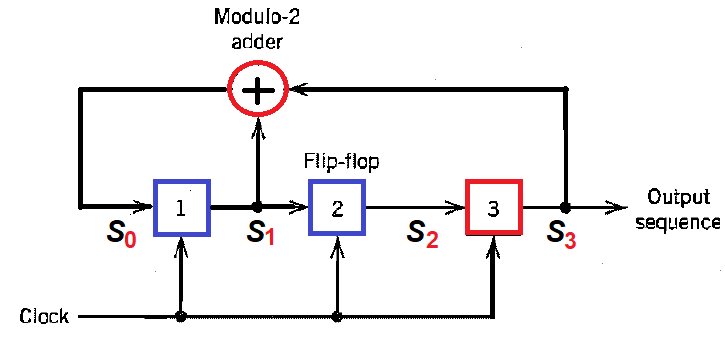 Modulo-2
adder
+
Flip-flop
1
2
3
Output
sequence
S0
S1
S2
S3
Clock